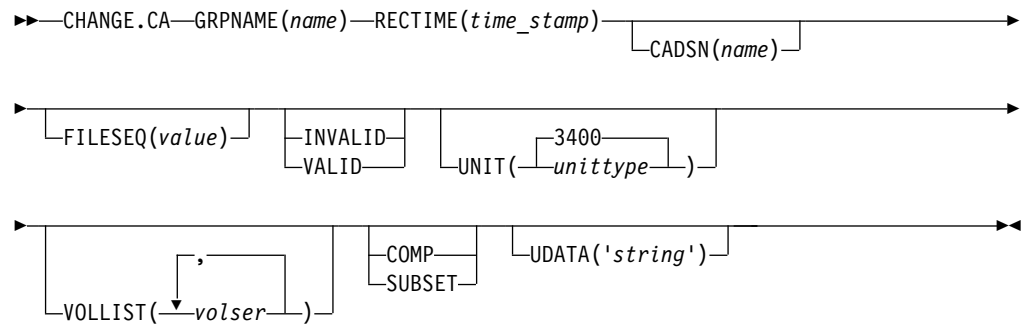 CHANGE.CA GRPNAME(name) RECTIME(time_stamp)
CADSN(name)
FILESEQ(value)
INVALID
VALID
3400
UNIT( unittype )
,
VOLLIST( volser )
COMP
SUBSET
UDATA('string')